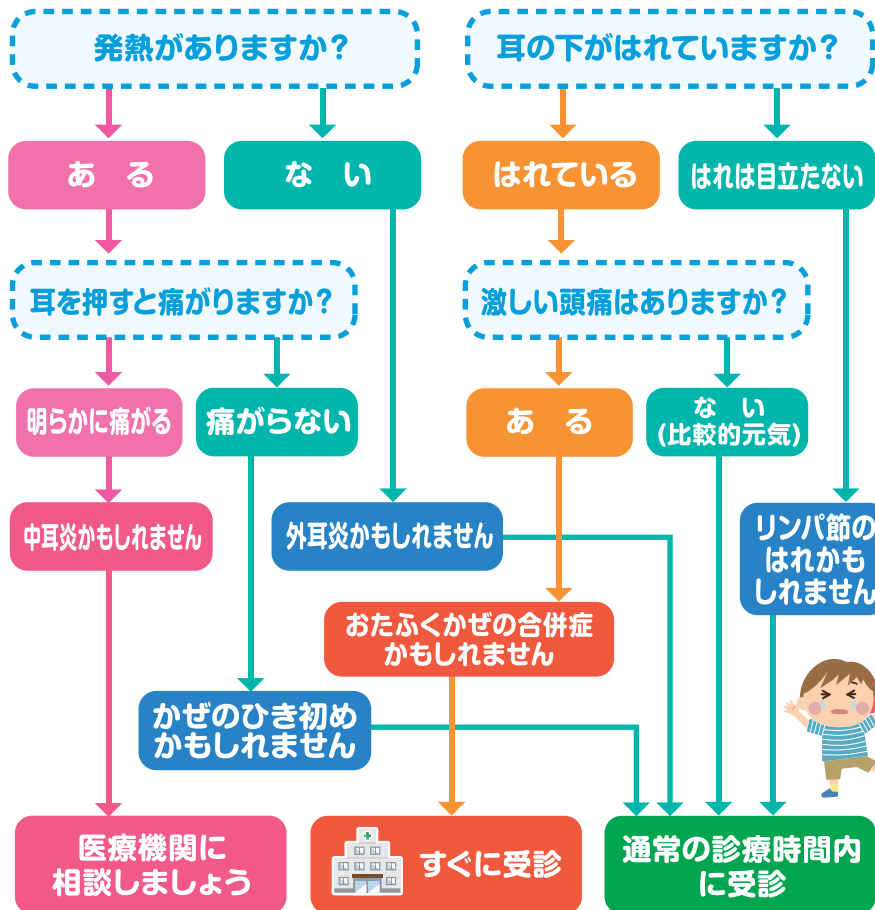 発熱がありますか？
耳の下がはれていますか？
ある
ない
はれている
はれは目立たない
耳を押すと痛がりますか？
激しい頭痛はありますか？
明らかに痛がる
痛がらない
ある
ない
(比較的元気)
中耳炎かもしれません
外耳炎かもしれません
リンパ節の
はれかも
しれません
おたふくかぜの合併症
かもしれません
かぜのひき初め
かもしれません
医療機関に
相談しましょう
すぐに受診
通常の診療時間内
に受診